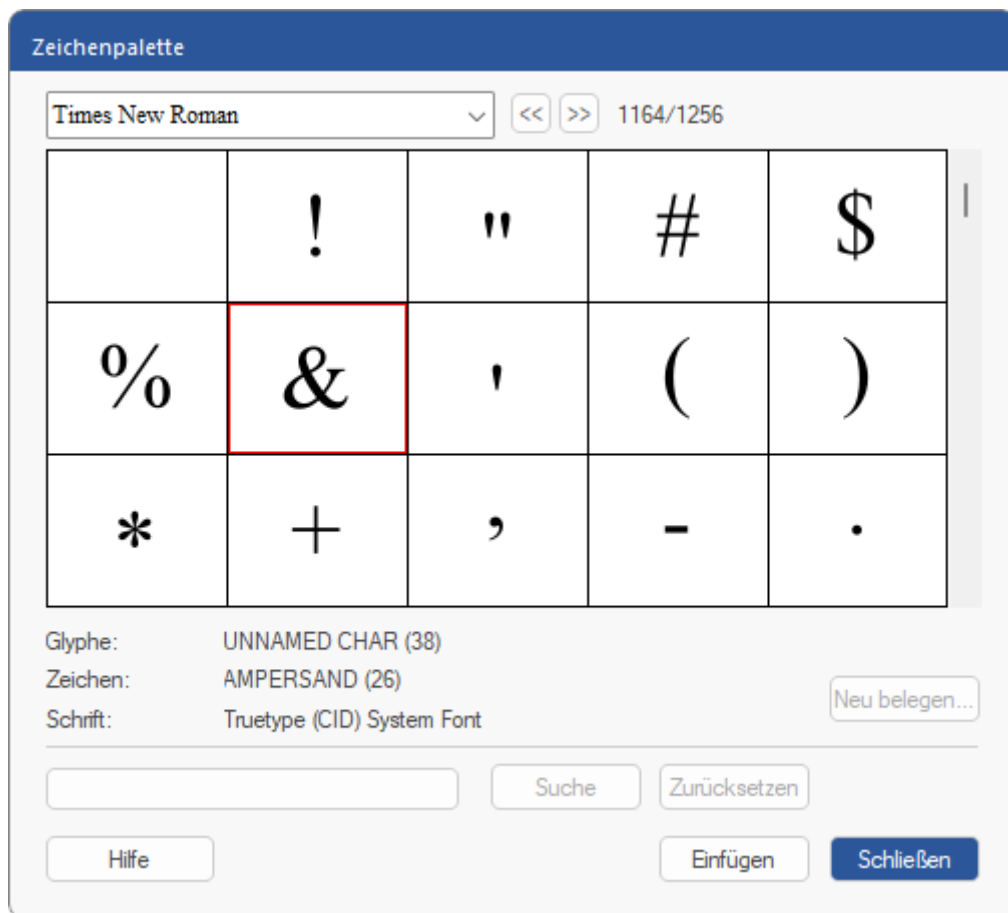 Zeichenpalette
Times New Roman << >> 1164/1256
! " # $
% & ' ( )
* + , - .
Glyphe: UNNAMED CHAR (38)
Zeichen: AMPERSAND (26)
Schrift: Truetype (CID) System Font
Neu belegen...
Suche Zurücksetzen
Hilfe Einfügen Schließen